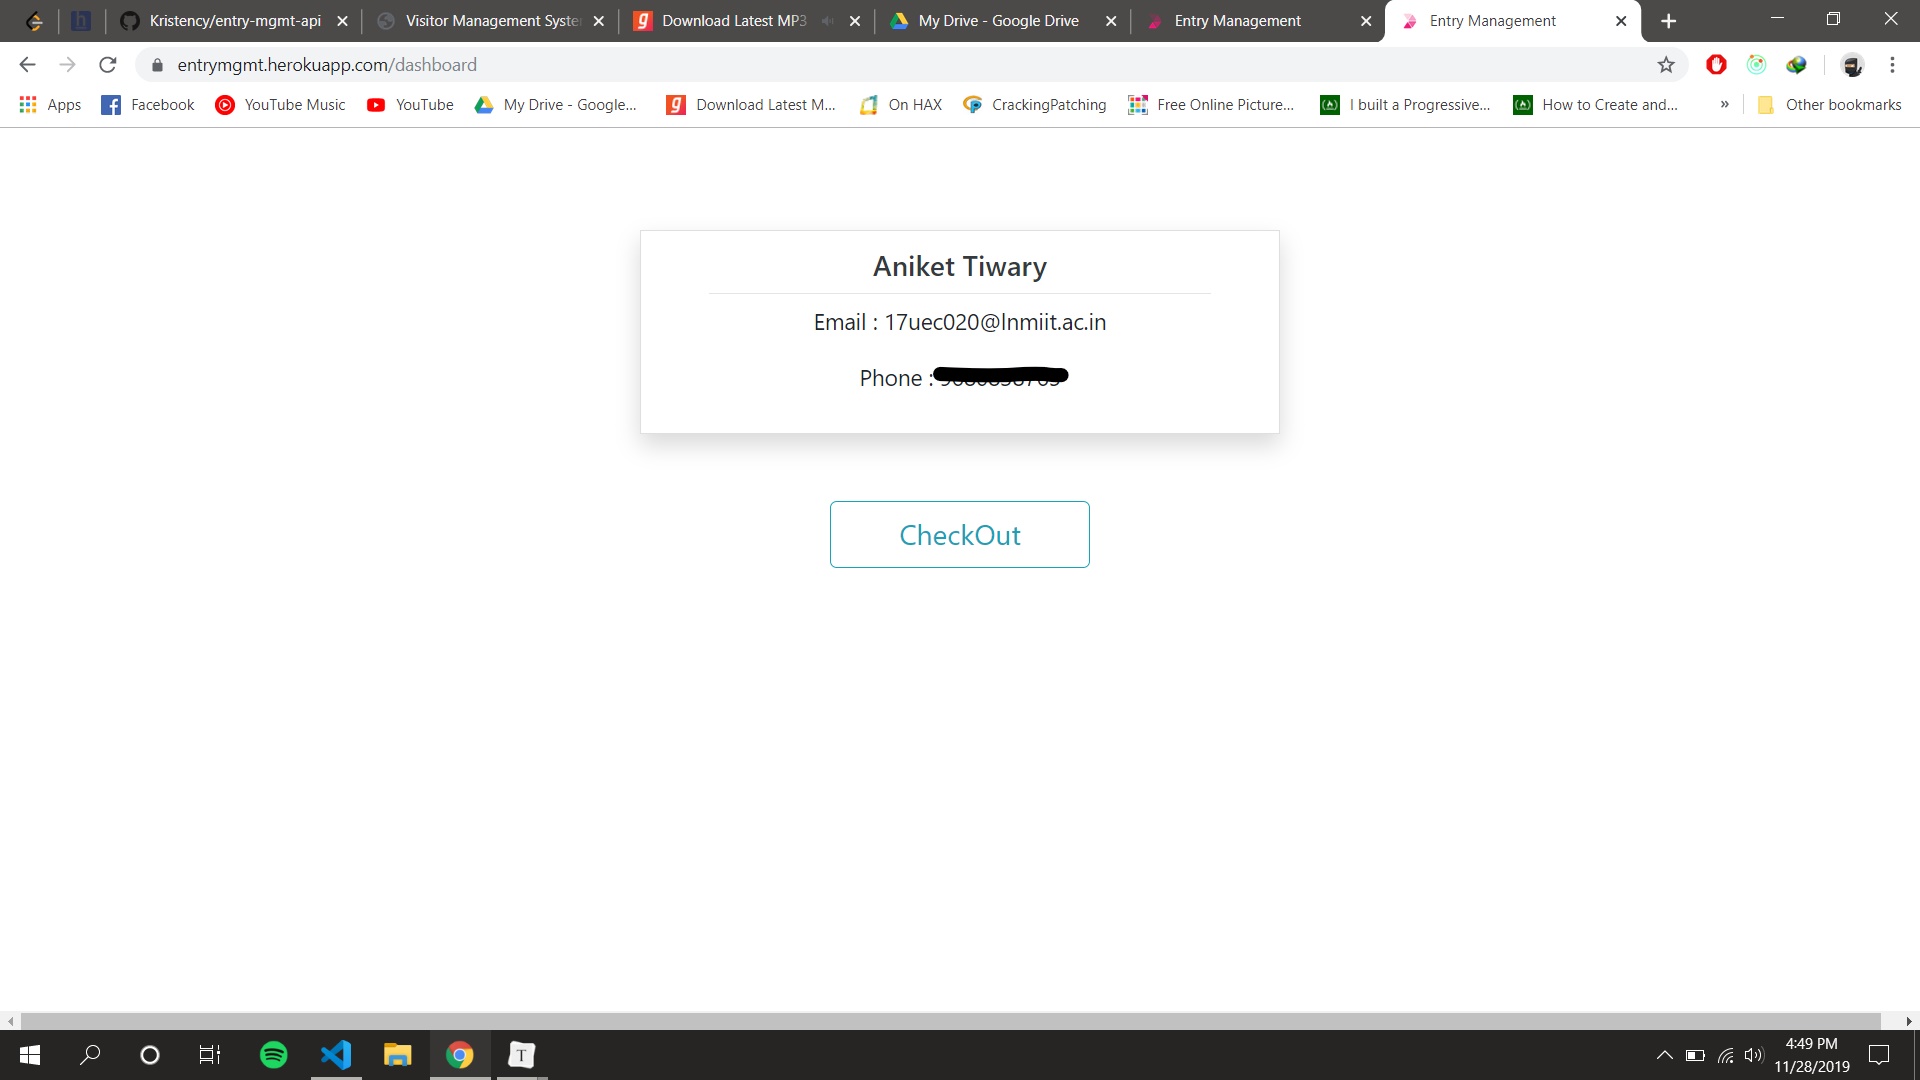 Kristency/entry-mgmt-api
Visitor Management Syste
Download Latest MP3
My Drive - Google Drive
Entry Management
Entry Management
entrymgmt.herokuapp.com/dashboard
Apps
Facebook
YouTube Music
YouTube
My Drive - Google...
Download Latest M...
On HAX
CrackingPatching
Free Online Picture...
I built a Progressive...
How to Create and...
»
Other bookmarks
Aniket Tiwary
Email : 17uec020@lnmiit.ac.in
Phone :
CheckOut
4:49 PM
11/28/2019